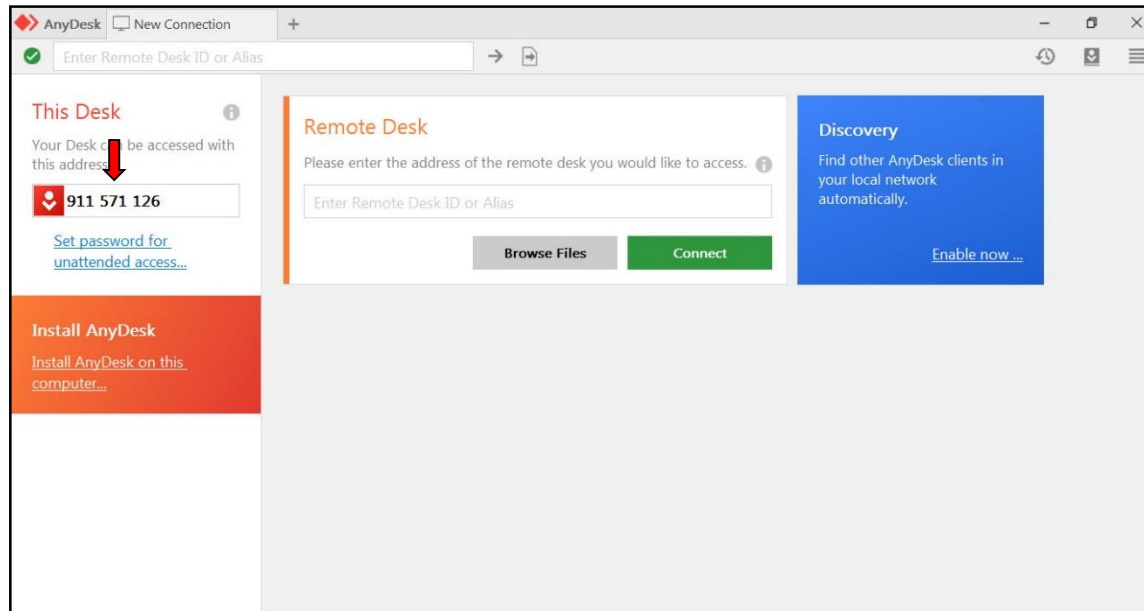 AnyDesk
New Connection
+
Enter Remote Desk ID or Alias
This Desk
Your Desk can be accessed with
this address
911 571 126
Set password for
unattended access...
Install AnyDesk
Install AnyDesk on this
computer...
Remote Desk
Please enter the address of the remote desk you would like to access.
Enter Remote Desk ID or Alias
Browse Files
Connect
Discovery
Find other AnyDesk clients in
your local network
automatically.
Enable now ...